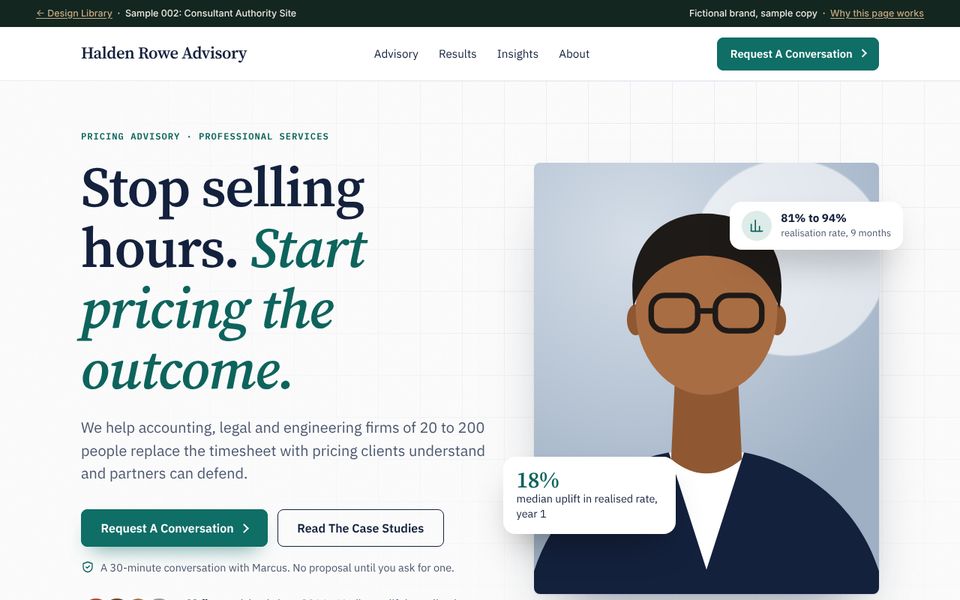 ← Design Library · Sample 002: Consultant Authority Site
Fictional brand, sample copy · Why this page works
Halden Rowe Advisory
Advisory
Results
Insights
About
Request A Conversation
PRICING ADVISORY · PROFESSIONAL SERVICES
Stop selling
hours. Start
pricing the
outcome.
We help accounting, legal and engineering firms of 20 to 200
people replace the timesheet with pricing clients understand
and partners can defend.
Request A Conversation
Read The Case Studies
A 30-minute conversation with Marcus. No proposal until you ask for one.
81% to 94%
realisation rate, 9 months
18%
median uplift in realised rate,
year 1